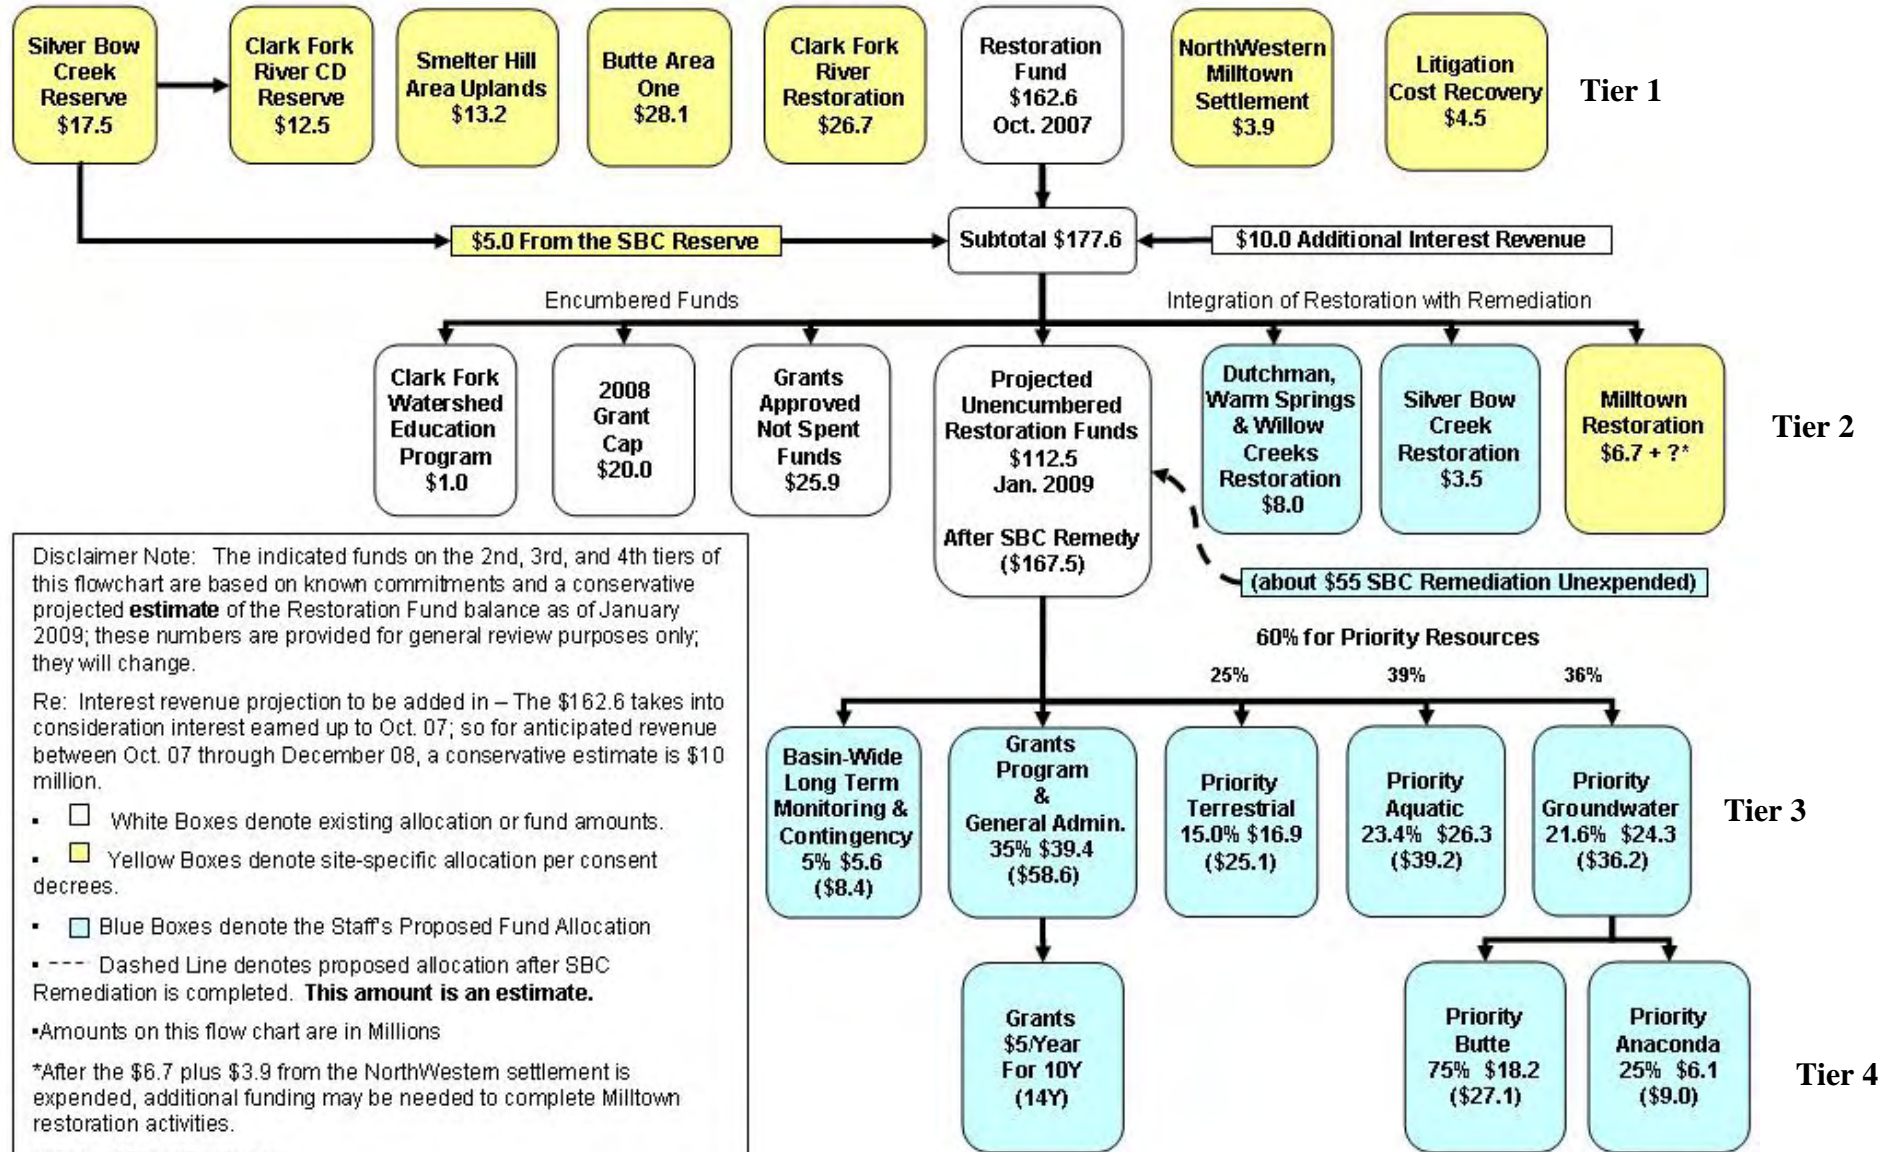 Silver Bow
Creek
Reserve
$17.5
Clark Fork
River CD
Reserve
$12.5
Smelter Hill
Area Uplands
$13.2
Butte Area
One
$28.1
Clark Fork
River
Restoration
$26.7
Restoration
Fund
$162.6
Oct. 2007
NorthWestern
Milltown
Settlement
$3.9
Litigation
Cost Recovery
$4.5
Tier 1
$5.0 From the SBC Reserve
Subtotal $177.6
$10.0 Additional Interest Revenue
Encumbered Funds
Integration of Restoration with Remediation
Clark Fork
Watershed
Education
Program
$1.0
2008
Grant
Cap
$20.0
Grants
Approved
Not Spent
Funds
$25.9
Projected
Unencumbered
Restoration Funds
$112.5
Jan. 2009
After SBC Remedy
($167.5)
Dutchman,
Warm Springs
& Willow
Creeks
Restoration
$8.0
Silver Bow
Creek
Restoration
$3.5
Milltown
Restoration
$6.7 + ?*
Tier 2
(about $55 SBC Remediation Unexpended)
60% for Priority Resources
25%
39%
36%
Basin-Wide
Long Term
Monitoring &
Contingency
5% $5.6
($8.4)
Grants
Program
&
General Admin.
35% $39.4
($58.6)
Priority
Terrestrial
15.0% $16.9
($25.1)
Priority
Aquatic
23.4% $26.3
($39.2)
Priority
Groundwater
21.6% $24.3
($36.2)
Tier 3
Grants
$5/Year
For 10Y
(14Y)
Priority
Butte
75% $18.2
($27.1)
Priority
Anaconda
25% $6.1
($9.0)
Tier 4
Disclaimer Note: The indicated funds on the 2nd, 3rd, and 4th tiers of
this flowchart are based on known commitments and a conservative
projected estimate of the Restoration Fund balance as of January
2009; these numbers are provided for general review purposes only;
they will change.
Re: Interest revenue projection to be added in – The $162.6 takes into
consideration interest earned up to Oct. 07; so for anticipated revenue
between Oct. 07 through December 08, a conservative estimate is $10
million.
▪ White Boxes denote existing allocation or fund amounts.
▪ Yellow Boxes denote site-specific allocation per consent
decrees.
▪ Blue Boxes denote the Staff's Proposed Fund Allocation
▪ --- Dashed Line denotes proposed allocation after SBC
Remediation is completed. This amount is an estimate.
▪Amounts on this flow chart are in Millions
*After the $6.7 plus $3.9 from the NorthWestern settlement is
expended, additional funding may be needed to complete Milltown
restoration activities.